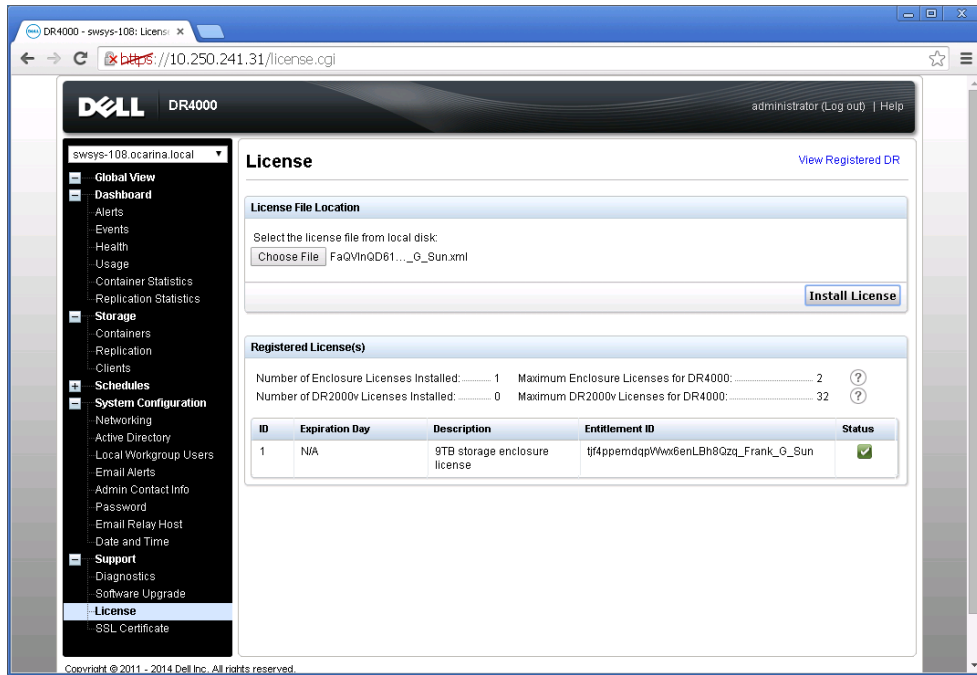 DR4000 - swsys-108: Licens
https://10.250.241.31/license.cgi
DELL DR4000
administrator (Log out) | Help
swsys-108.ocarina.local
Global View
Dashboard
Alerts
Events
Health
Usage
Container Statistics
Replication Statistics
Storage
Containers
Replication
Clients
Schedules
System Configuration
Networking
Active Directory
Local Workgroup Users
Email Alerts
Admin Contact Info
Password
Email Relay Host
Date and Time
Support
Diagnostics
Software Upgrade
License
SSL Certificate
License
View Registered DR
License File Location
Select the license file from local disk:
Choose File FaQVlnQD61..._G_Sun.xml
Install License
Registered License(s)
Number of Enclosure Licenses Installed: 1 Maximum Enclosure Licenses for DR4000: 2 ?
Number of DR2000v Licenses Installed: 0 Maximum DR2000v Licenses for DR4000: 32 ?
ID Expiration Day Description Entitlement ID Status
1 N/A 9TB storage enclosure license tjf4ppemdqpWwx6enLBh8Qzq_Frank_G_Sun
Copyright © 2011 - 2014 Dell Inc. All rights reserved.